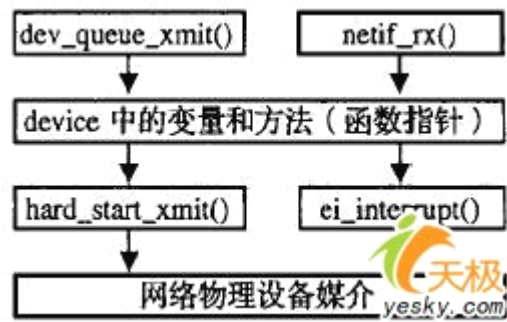 dev_queue_xmit() netif_rx()
device 中的变量和方法（函数指针）
hard_start_xmit() ei_interrupt()
网络物理设备媒介
天极
yesky.com